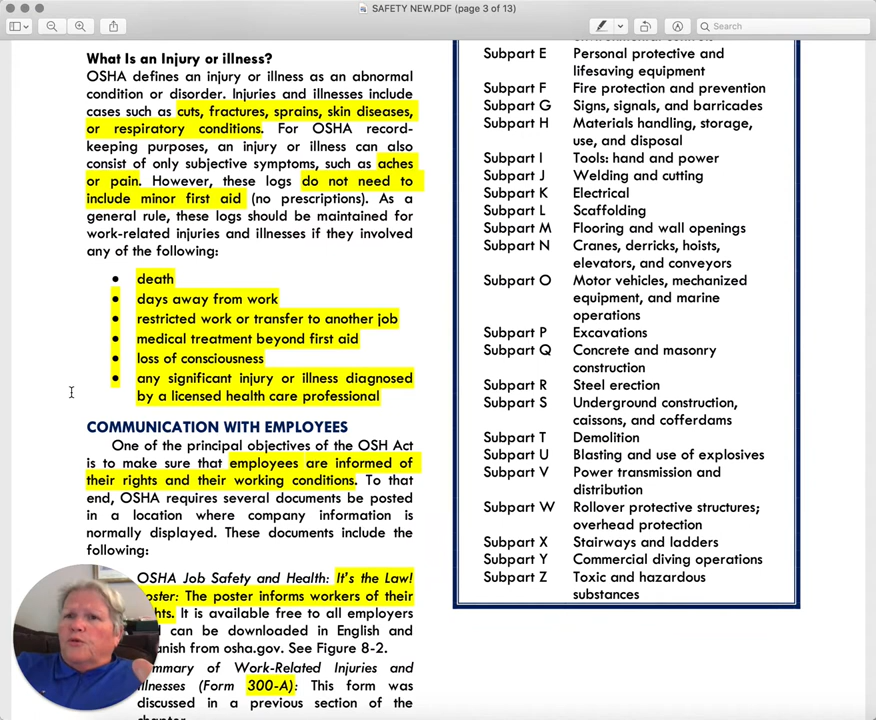 SAFETY NEW.PDF (page 3 of 13)
Search
What Is an Injury or illness?
OSHA defines an injury or illness as an abnormal
condition or disorder. Injuries and illnesses include
cases such as cuts, fractures, sprains, skin diseases,
or respiratory conditions. For OSHA record-
keeping purposes, an injury or illness can also
consist of only subjective symptoms, such as aches
or pain. However, these logs do not need to
include minor first aid (no prescriptions). As a
general rule, these logs should be maintained for
work-related injuries and illnesses if they involved
any of the following:
• death
• days away from work
• restricted work or transfer to another job
• medical treatment beyond first aid
• loss of consciousness
• any significant injury or illness diagnosed
by a licensed health care professional
COMMUNICATION WITH EMPLOYEES
One of the principal objectives of the OSH Act
is to make sure that employees are informed of
their rights and their working conditions. To that
end, OSHA requires several documents be posted
in a location where company information is
normally displayed. These documents include the
following:
OSHA Job Safety and Health: It's the Law!
The poster informs workers of their
It is available free to all employers
can be downloaded in English and
from osha.gov. See Figure 8-2.
of Work-Related Injuries and
(Form 300-A): This form was
discussed in a previous section of the
Subpart E Personal protective and
lifesaving equipment
Subpart F Fire protection and prevention
Subpart G Signs, signals, and barricades
Subpart H Materials handling, storage,
use, and disposal
Subpart I Tools: hand and power
Subpart J Welding and cutting
Subpart K Electrical
Subpart L Scaffolding
Subpart M Flooring and wall openings
Subpart N Cranes, derricks, hoists,
elevators, and conveyors
Subpart O Motor vehicles, mechanized
equipment, and marine
operations
Subpart P Excavations
Subpart Q Concrete and masonry
construction
Subpart R Steel erection
Subpart S Underground construction,
caissons, and cofferdams
Subpart T Demolition
Subpart U Blasting and use of explosives
Subpart V Power transmission and
distribution
Subpart W Rollover protective structures;
overhead protection
Subpart X Stairways and ladders
Subpart Y Commercial diving operations
Subpart Z Toxic and hazardous
substances